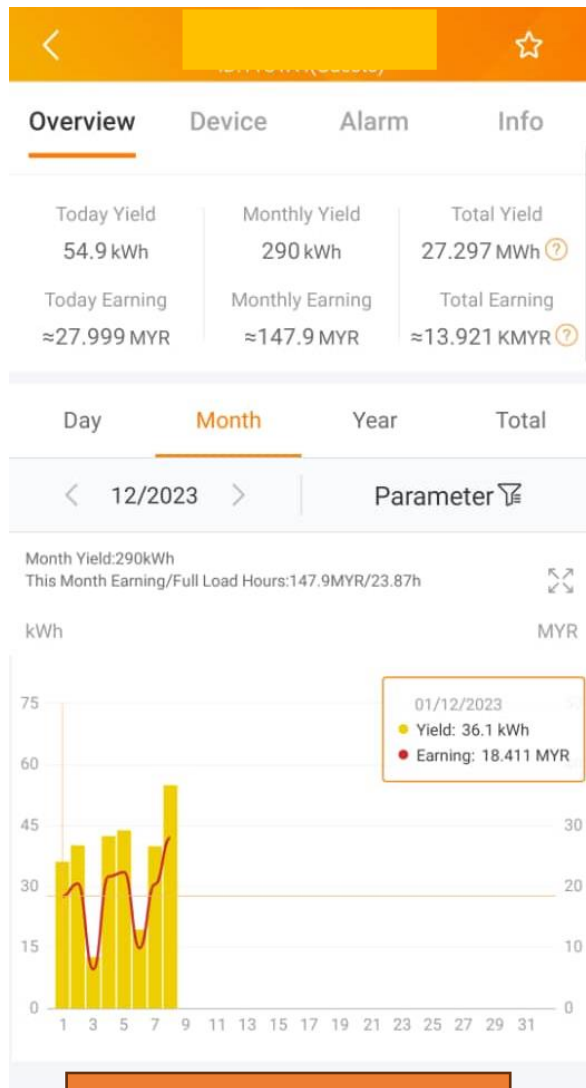 Overview Device Alarm Info
Today Yield Monthly Yield Total Yield
54.9 kWh 290 kWh 27.297 MWh ?
Today Earning Monthly Earning Total Earning
≈27.999 MYR ≈147.9 MYR ≈13.921 KMYR ?
Day Month Year Total
12/2023 Parameter
Month Yield:290kWh
This Month Earning/Full Load Hours:147.9MYR/23.87h
kWh MYR
75
01/12/2023
Yield: 36.1 kWh
60
Earning: 18.411 MYR
45 30
30 20
15 10
0 0
1 3 5 7 9 11 13 15 17 19 21 23 25 27 29 31